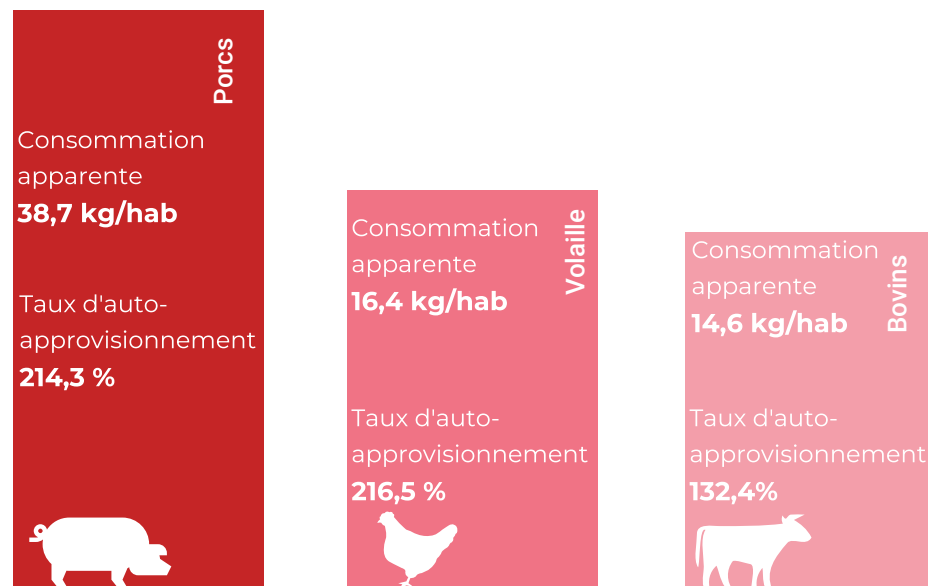 Porcs
Consommation
apparente
38,7 kg/hab
Taux d'auto-
approvisionnement
214,3 %
Volaille
Consommation
apparente
16,4 kg/hab
Taux d'auto-
approvisionnement
216,5 %
Bovins
Consommation
apparente
14,6 kg/hab
Taux d'auto-
approvisionnement
132,4%